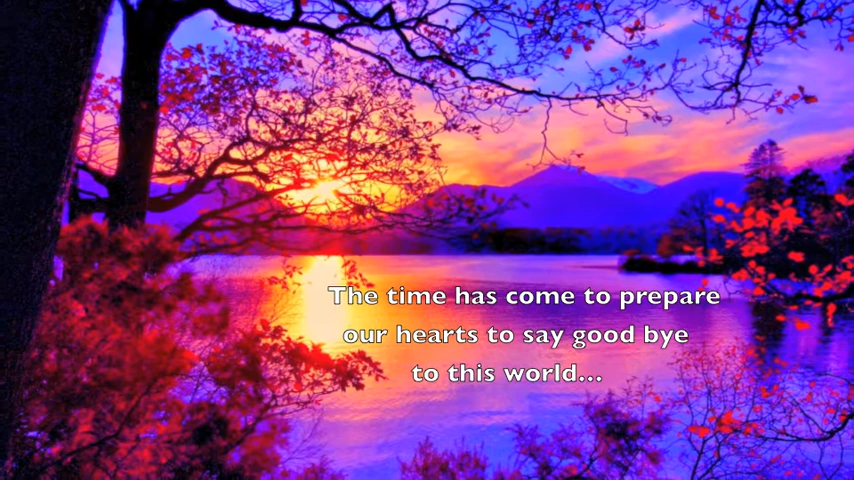 The time has come to prepare
our hearts to say good bye
to this world...